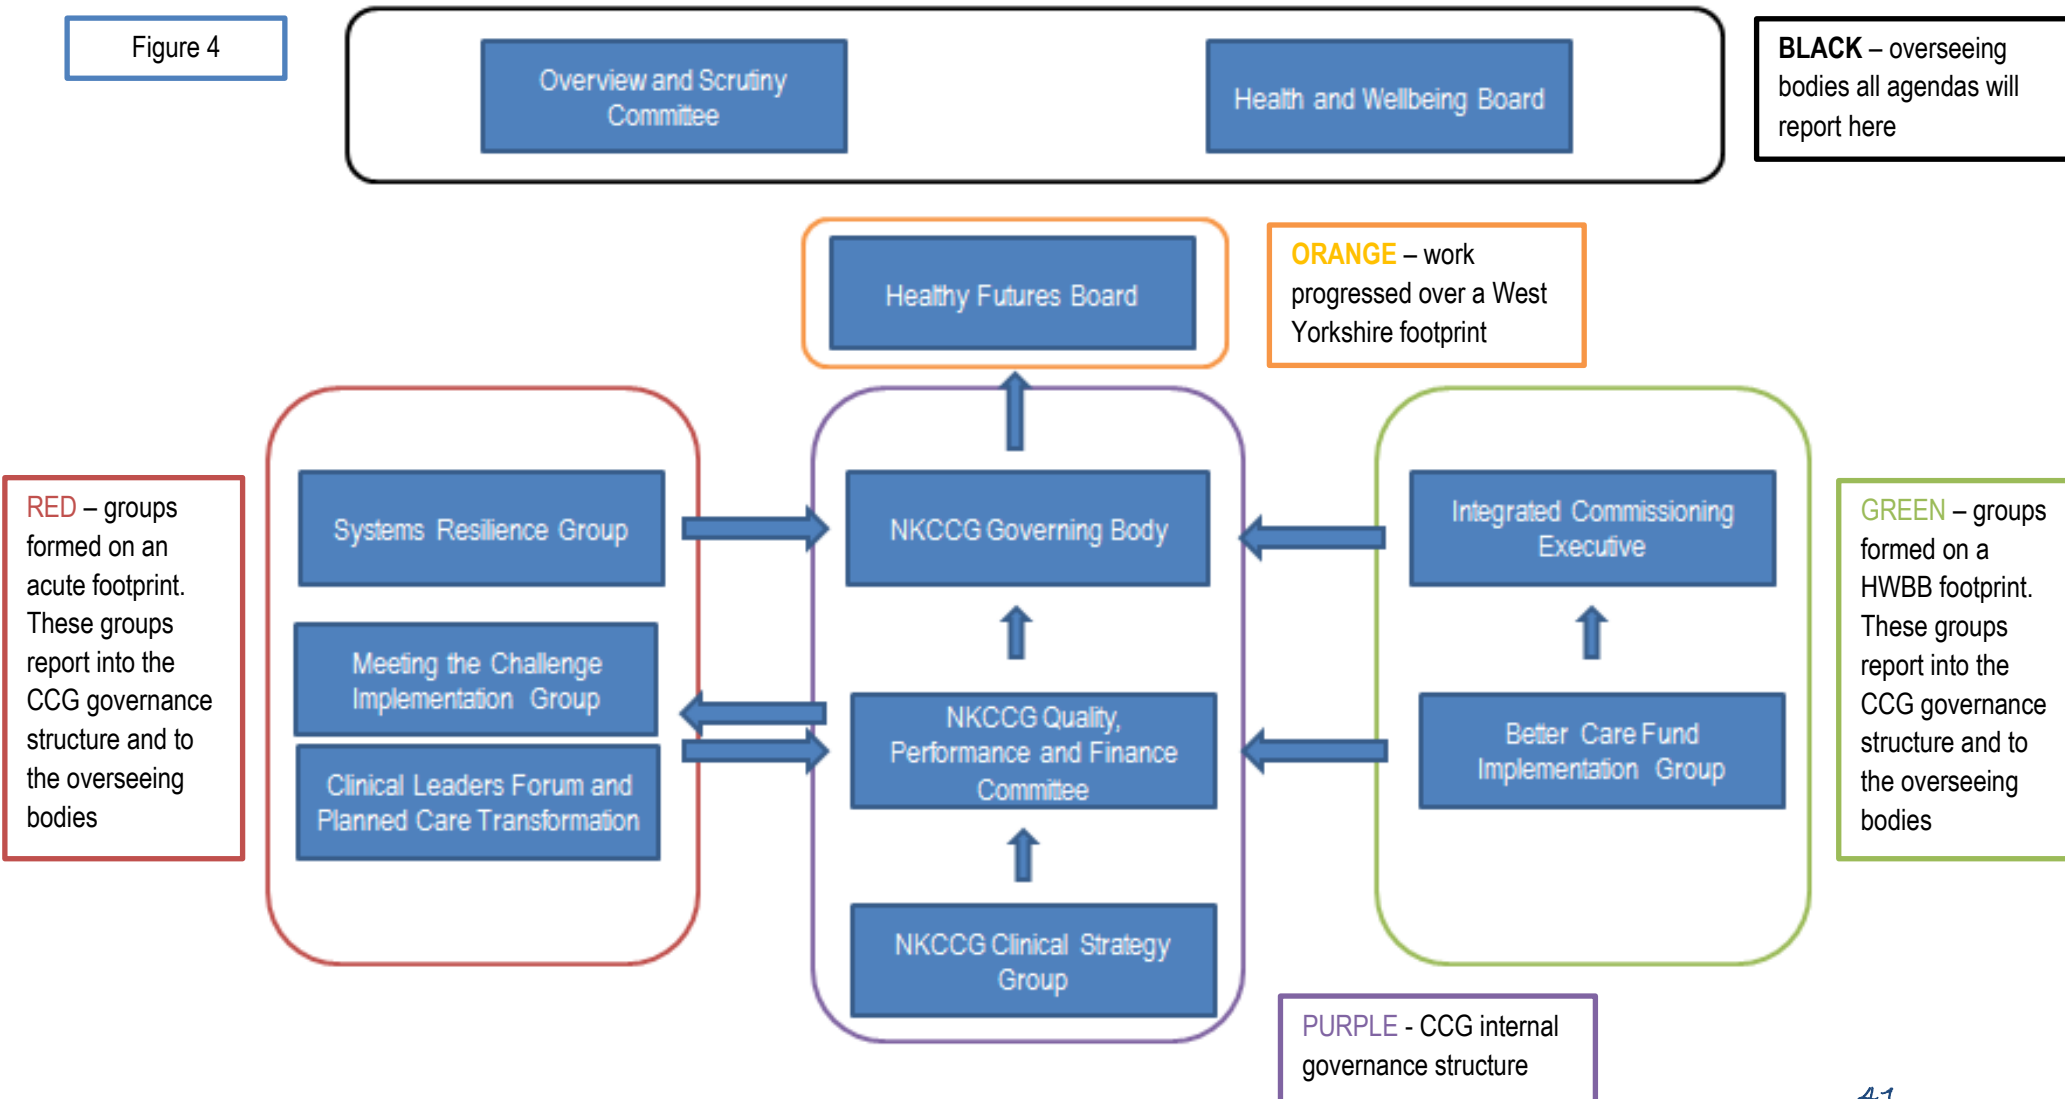 Figure 4
Overview and Scrutiny
Committee
Health and Wellbeing Board
BLACK – overseeing
bodies all agendas will
report here
Healthy Futures Board
ORANGE – work
progressed over a West
Yorkshire footprint
RED – groups
formed on an
acute footprint.
These groups
report into the
CCG governance
structure and to
the overseeing
bodies
Systems Resilience Group
Meeting the Challenge
Implementation Group
Clinical Leaders Forum and
Planned Care Transformation
NKCCG Governing Body
NKCCG Quality,
Performance and Finance
Committee
NKCCG Clinical Strategy
Group
Integrated Commissioning
Executive
Better Care Fund
Implementation Group
GREEN – groups
formed on a
HWBB footprint.
These groups
report into the
CCG governance
structure and to
the overseeing
bodies
PURPLE - CCG internal
governance structure
41